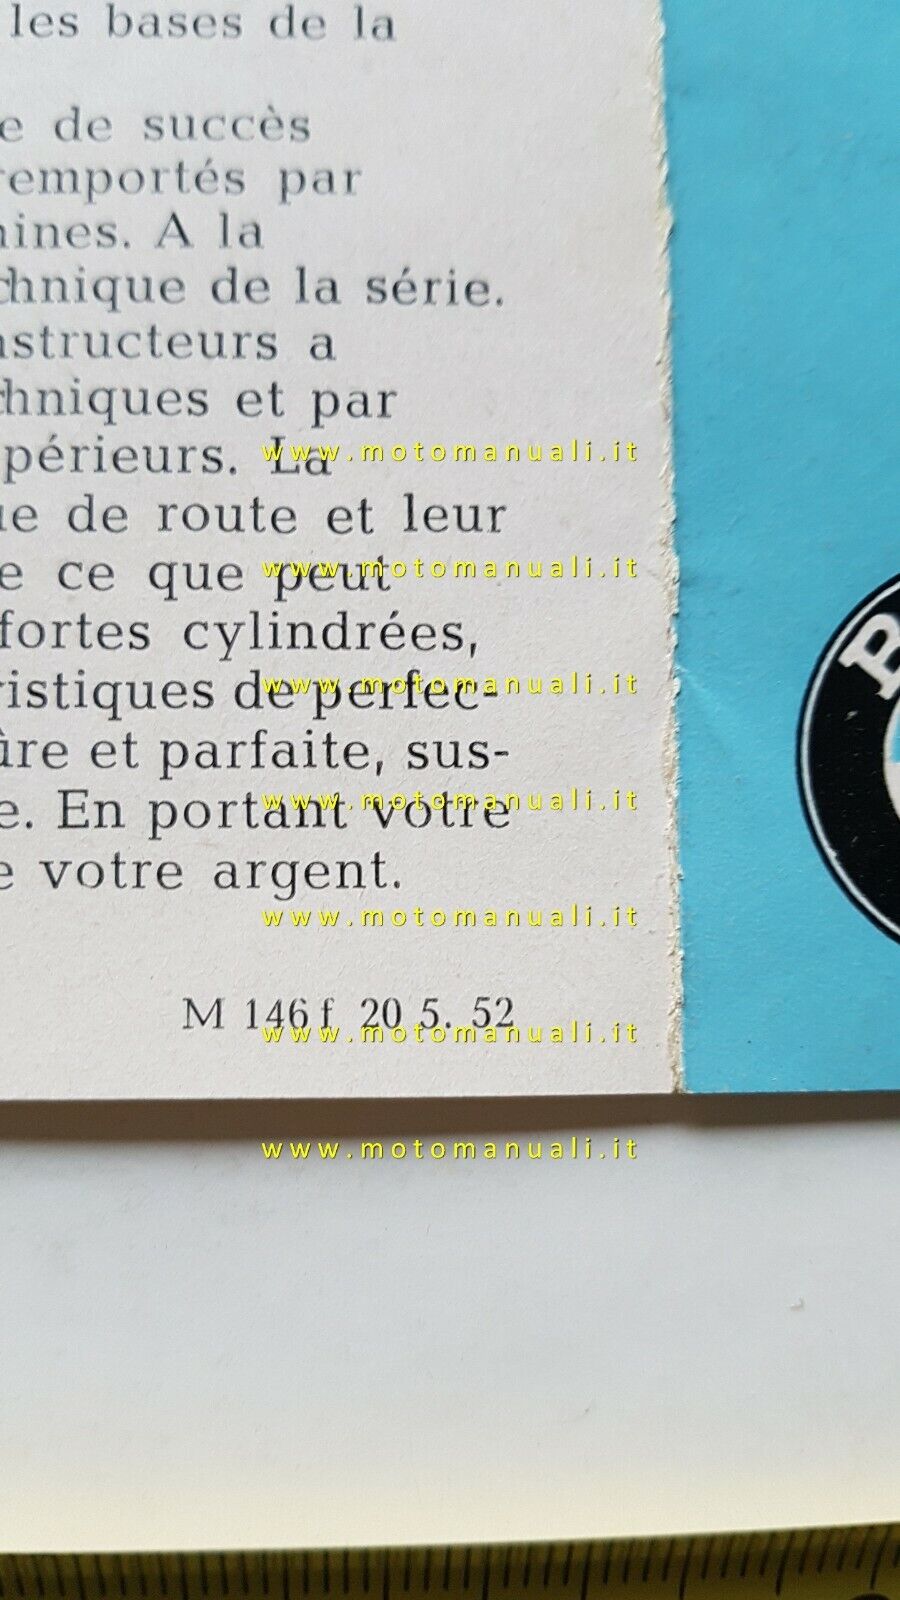 les bases de la
e de succès
remportés par
hines. A la
chnique de la série.
nstructeurs a
chniques et par
périeurs. La
www.motomanuali.it
ue de route et leur
e ce que peut
www.motomanuali.it
fortes cylindrées,
ristiques de perfec-
www.motomanuali.it
ûre et parfaite, sus-
e. En portant votre
www.motomanuali.it
e votre argent.
www.motomanuali.it
M 146 f 20 5. 52
www.motomanuali.it
www.motomanuali.it
B